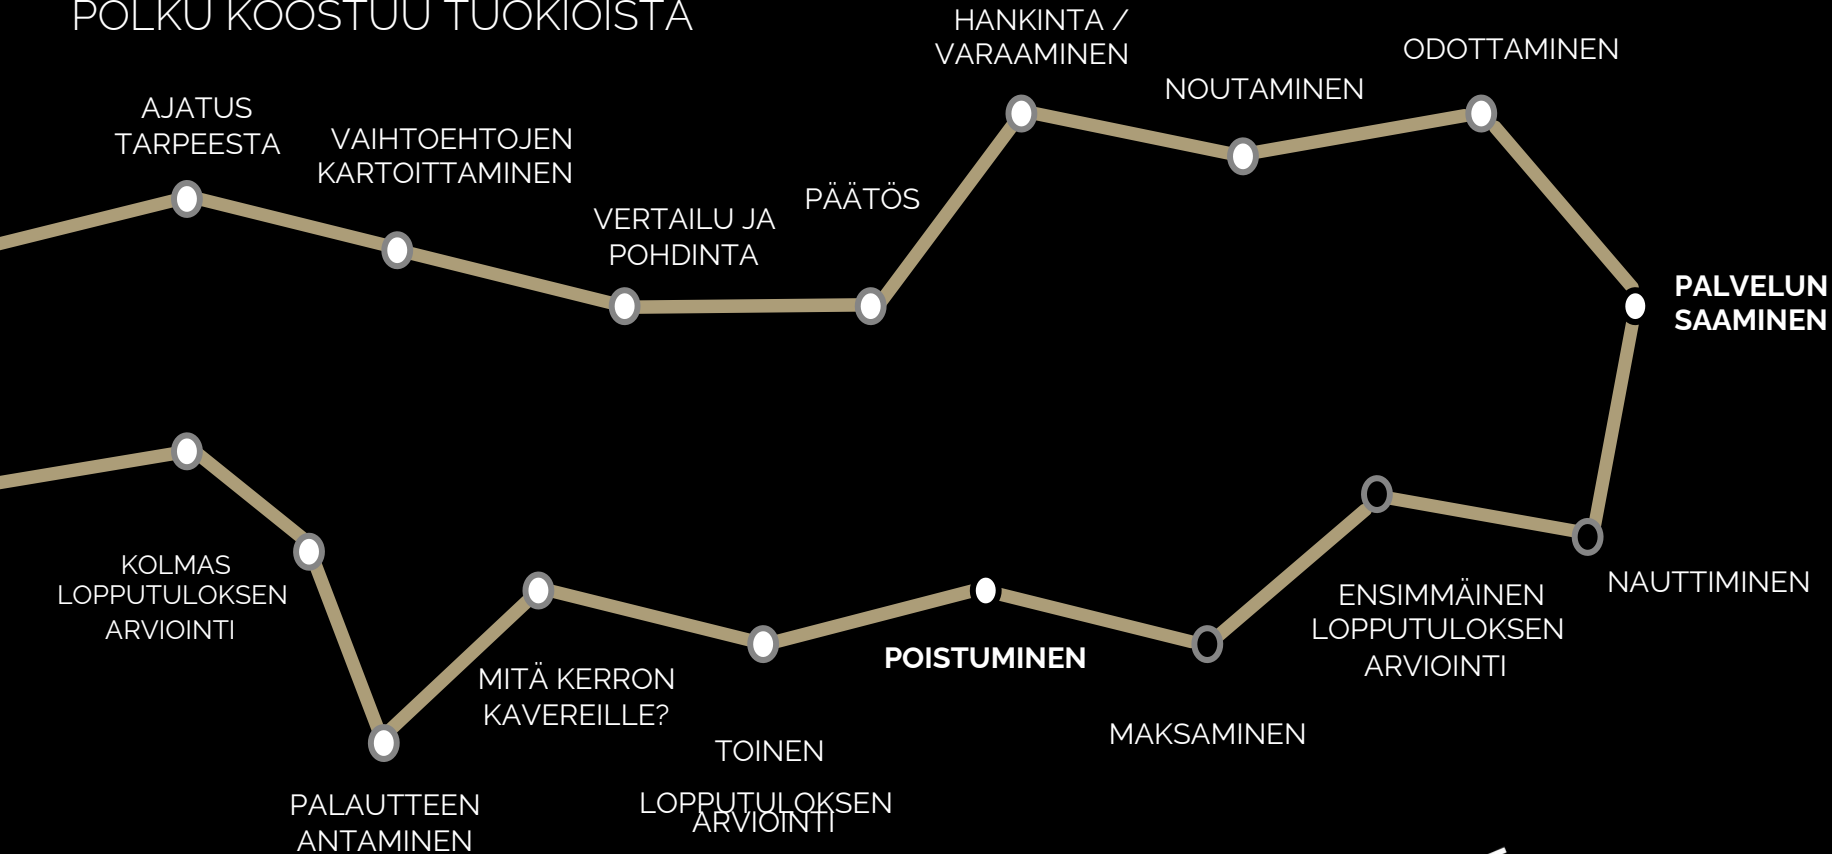 POLKU KOOSTUU TUOKIOISTA
AJATUS
TARPEESTA
VAIHTOEHTOJEN
KARTOITTAMINEN
VERTAILU JA
POHDINTA
PÄÄTÖS
HANKINTA /
VARAAMINEN
NOUTAMINEN
ODOTTAMINEN
PALVELUN
SAAMINEN
NAUTTIMINEN
ENSIMMÄINEN
LOPPUTULOKSEN
ARVIOINTI
MAKSAMINEN
POISTUMINEN
TOINEN
LOPPUTULOKSEN
ARVIOINTI
MITÄ KERRON
KAVEREILLE?
PALAUTTEEN
ANTAMINEN
KOLMAS
LOPPUTULOKSEN
ARVIOINTI